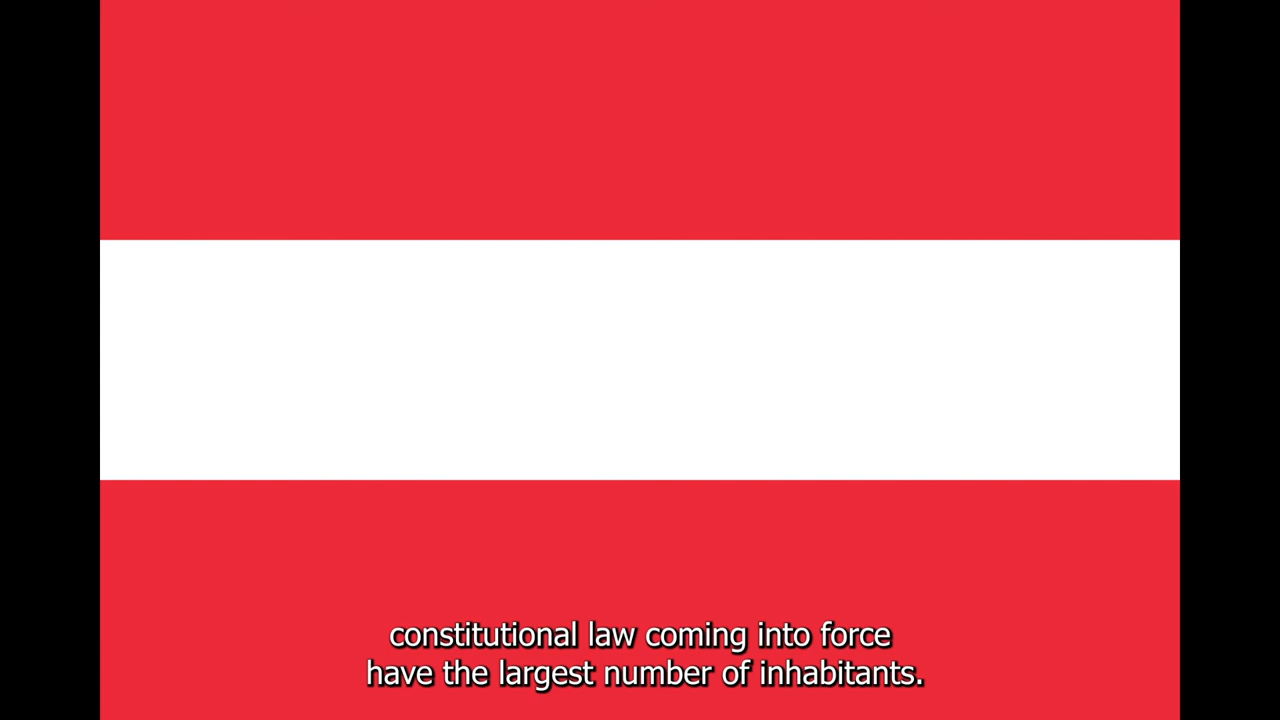 constitutional law coming into force
have the largest number of inhabitants.